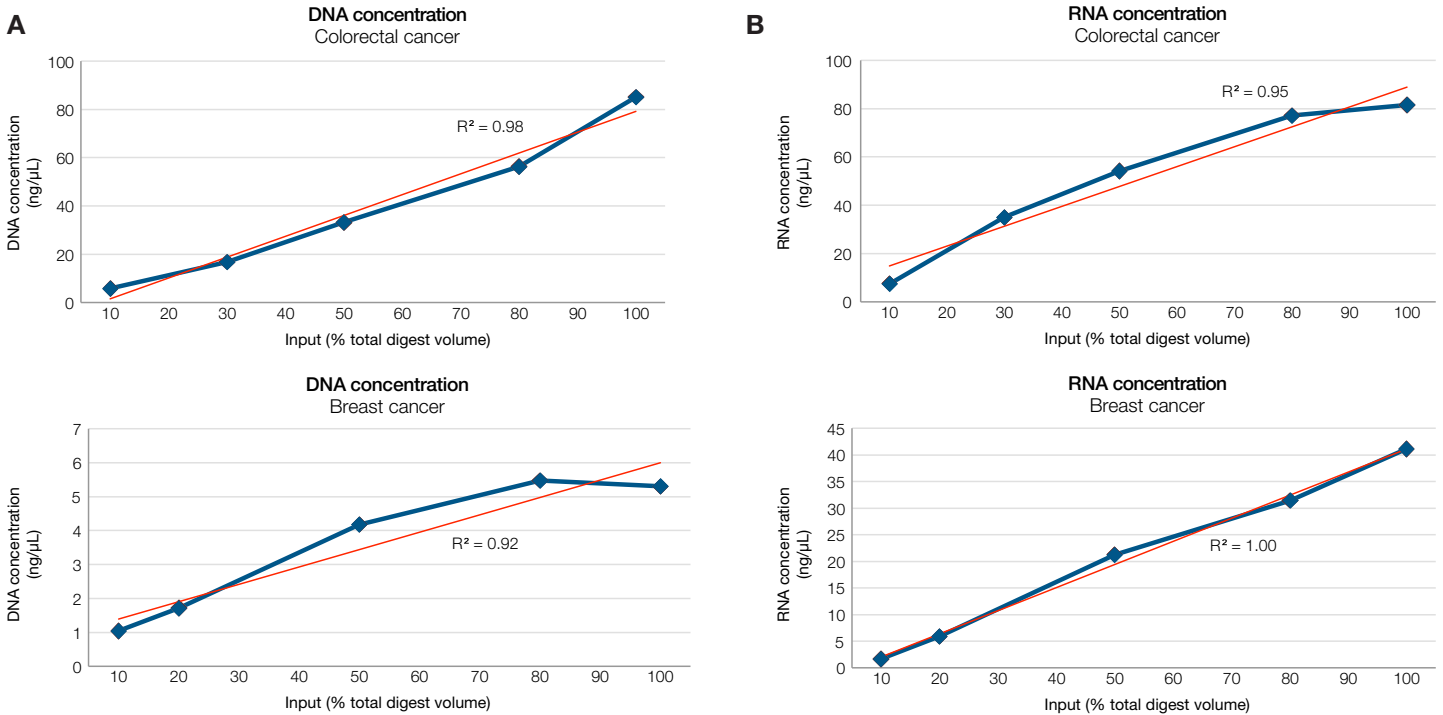 A
DNA concentration
Colorectal cancer
DNA concentration
(ng/µL)
100
80
60
40
20
0
R² = 0.98
10 20 30 40 50 60 70 80 90 100
Input (% total digest volume)
DNA concentration
Breast cancer
DNA concentration
(ng/µL)
7
6
5
4
3
2
1
0
R² = 0.92
10 20 30 40 50 60 70 80 90 100
Input (% total digest volume)
B
RNA concentration
Colorectal cancer
RNA concentration
(ng/µL)
100
80
60
40
20
0
R² = 0.95
10 20 30 40 50 60 70 80 90 100
Input (% total digest volume)
RNA concentration
Breast cancer
RNA concentration
(ng/µL)
45
40
35
30
25
20
15
10
5
0
R² = 1.00
10 20 30 40 50 60 70 80 90 100
Input (% total digest volume)